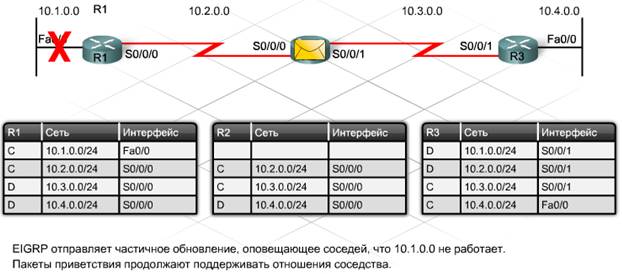 10.1.0.0 R1 10.2.0.0 10.3.0.0 10.4.0.0
Fa0/0 R1 S0/0/0 S0/0/0 S0/0/1 S0/0/1 R3 Fa0/0
R1 Сеть Интерфейс
C 10.1.0.0/24 Fa0/0
C 10.2.0.0/24 S0/0/0
D 10.3.0.0/24 S0/0/0
D 10.4.0.0/24 S0/0/0
R2 Сеть Интерфейс
C 10.2.0.0/24 S0/0/0
C 10.3.0.0/24 S0/0/0
D 10.4.0.0/24 S0/0/0
R3 Сеть Интерфейс
D 10.1.0.0/24 S0/0/1
D 10.2.0.0/24 S0/0/1
C 10.3.0.0/24 S0/0/1
C 10.4.0.0/24 Fa0/0
EIGRP отправляет частичное обновление, оповещающее соседей, что 10.1.0.0 не работает.
Пакеты приветствия продолжают поддерживать отношения соседства.